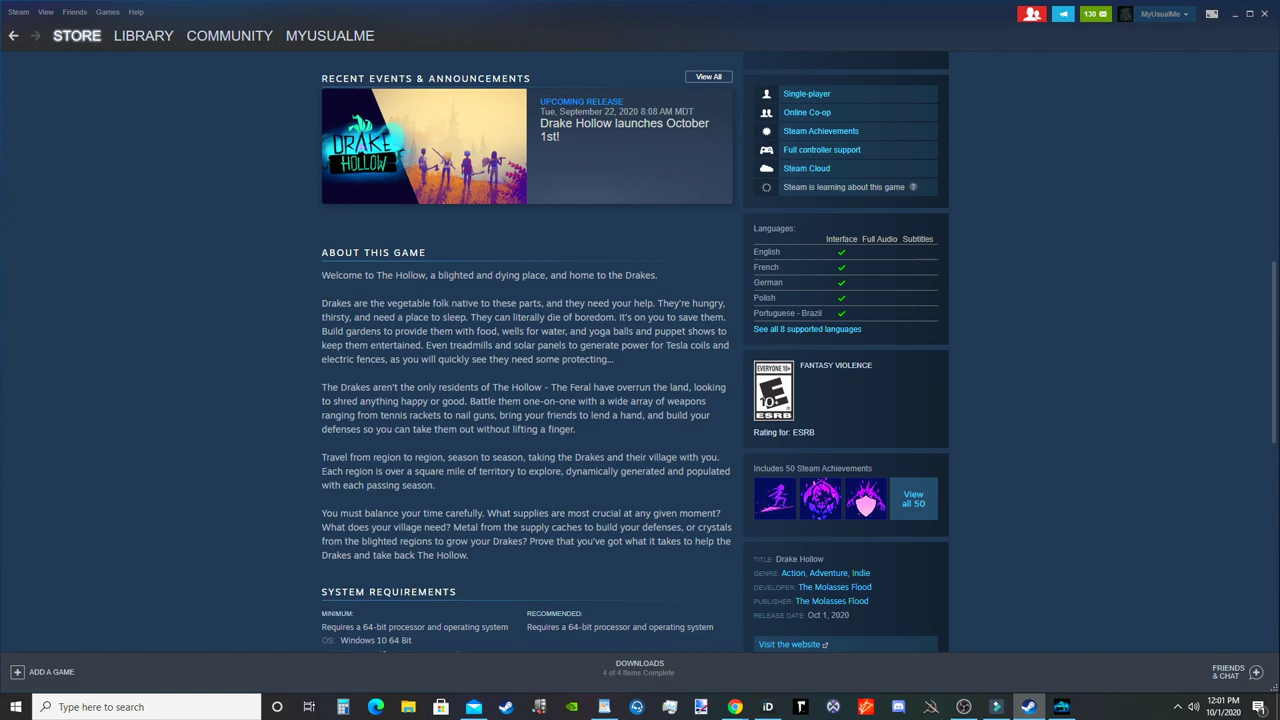 Steam View Friends Games Help
130
MyUsualMe
STORE LIBRARY COMMUNITY MYUSUALME
RECENT EVENTS & ANNOUNCEMENTS
View All
DRAKE
HOLLOW
UPCOMING RELEASE
Tue, September 22, 2020 8:08 AM MDT
Drake Hollow launches October
1st!
ABOUT THIS GAME
Welcome to The Hollow, a blighted and dying place, and home to the Drakes.
Drakes are the vegetable folk native to these parts, and they need your help. They're hungry,
thirsty, and need a place to sleep. They can literally die of boredom. It's on you to save them.
Build gardens to provide them with food, wells for water, and yoga balls and puppet shows to
keep them entertained. Even treadmills and solar panels to generate power for Tesla coils and
electric fences, as you will quickly see they need some protecting...
The Drakes aren't the only residents of The Hollow – The Feral have overrun the land, looking
to shred anything happy or good. Battle them one-on-one with a wide array of weapons
ranging from tennis rackets to nail guns, bring your friends to lend a hand, and build your
defenses so you can take them out without lifting a finger.
Travel from region to region, season to season, taking the Drakes and their village with you.
Each region is over a square mile of territory to explore, dynamically generated and populated
with each passing season.
You must balance your time carefully. What supplies are most crucial at any given moment?
What does your village need? Metal from the supply caches to build your defenses, or crystals
from the blighted regions to grow your Drakes? Prove that you've got what it takes to help the
Drakes and take back The Hollow.
SYSTEM REQUIREMENTS
MINIMUM:
Requires a 64-bit processor and operating system
OS: Windows 10 64 Bit
RECOMMENDED:
Requires a 64-bit processor and operating system
Single-player
Online Co-op
Steam Achievements
Full controller support
Steam Cloud
Steam is learning about this game ?
Languages:
Interface Full Audio Subtitles
English
French
German
Polish
Portuguese - Brazil
See all 8 supported languages
EVERYONE 10+
E
10+
ESRB
FANTASY VIOLENCE
Rating for: ESRB
Includes 50 Steam Achievements
View
all 50
TITLE: Drake Hollow
GENRE: Action, Adventure, Indie
DEVELOPER: The Molasses Flood
PUBLISHER: The Molasses Flood
RELEASE DATE: Oct 1, 2020
Visit the website
ADD A GAME
DOWNLOADS
4 of 4 Items Complete
FRIENDS
& CHAT
Type here to search
12:01 PM
10/1/2020